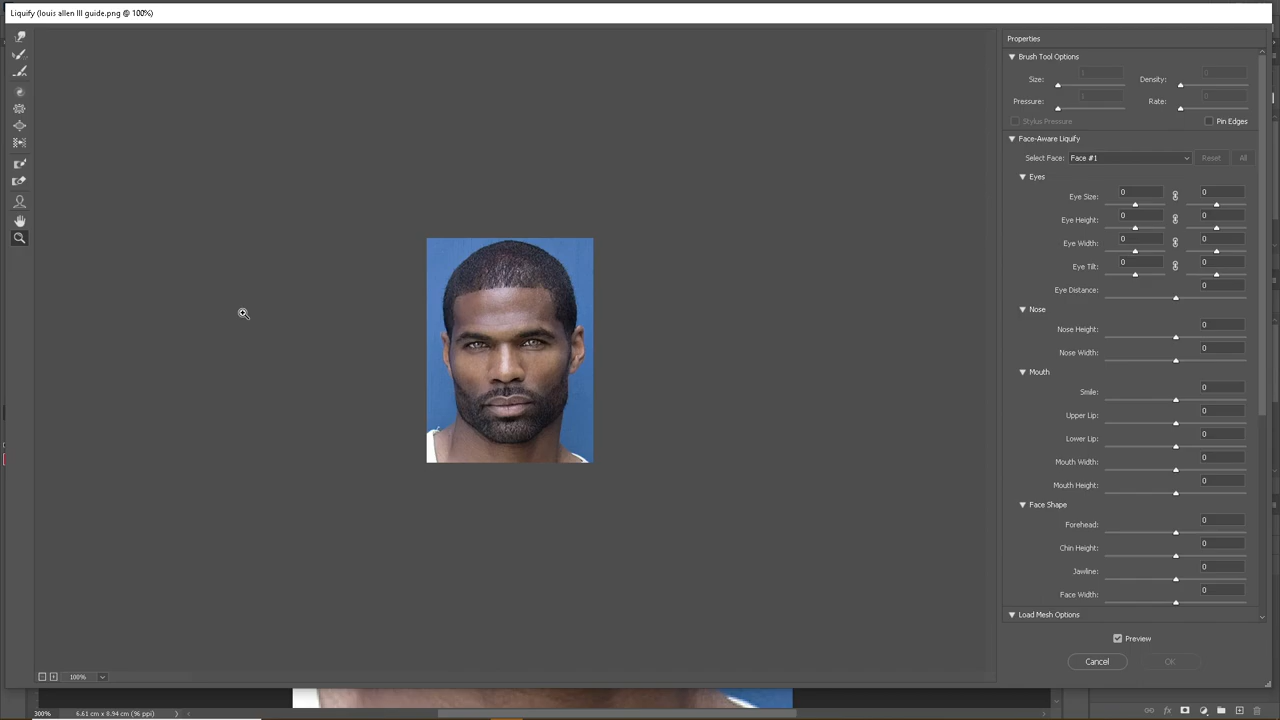 Liquify (louis allen III guide.png @ 100%)
Properties
Brush Tool Options
Size: Density:
Pressure: Rate:
Stylus Pressure Pin Edges
Face-Aware Liquify
Select Face: Face #1 Reset All
Eyes
Eye Size: 0 0
Eye Height: 0 0
Eye Width: 0 0
Eye Tilt: 0 0
Eye Distance: 0
Nose
Nose Height: 0
Nose Width: 0
Mouth
Smile: 0
Upper Lip: 0
Lower Lip: 0
Mouth Width: 0
Mouth Height: 0
Face Shape
Forehead: 0
Chin Height: 0
Jawline: 0
Face Width: 0
Load Mesh Options
Preview
Cancel OK
100%
300% 6.61 cm x 8.94 cm (96 ppi)